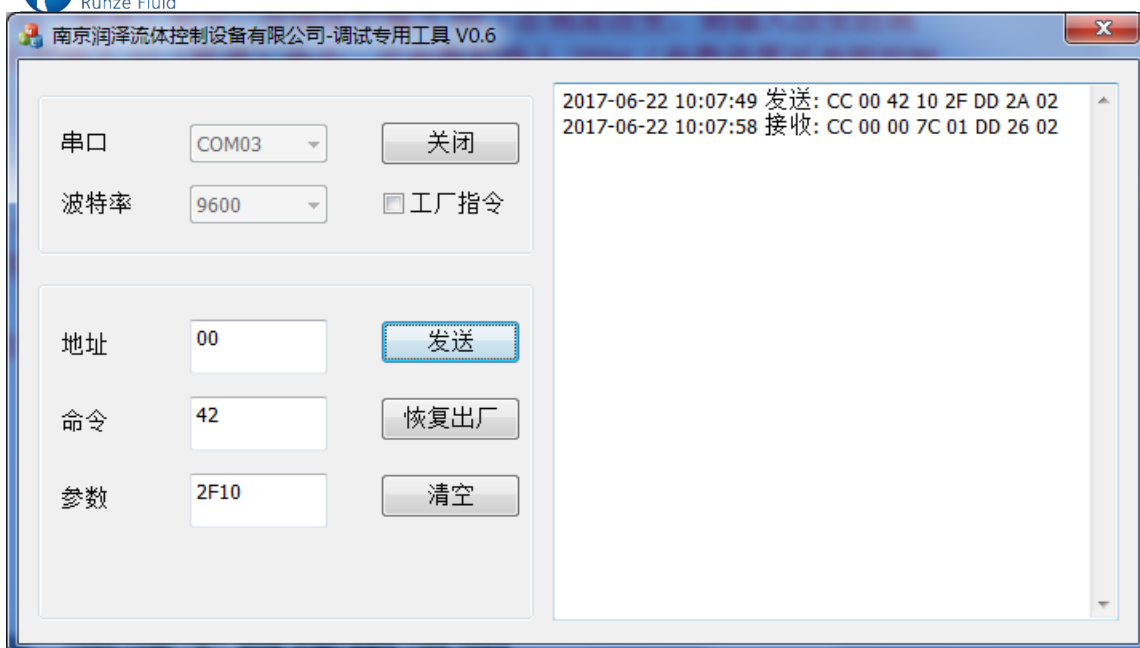 Runze Fluid
南京润泽流体控制设备有限公司-调试专用工具 V0.6
串口
COM03
关闭
波特率
9600
工厂指令
地址
00
发送
命令
42
恢复出厂
参数
2F10
清空
2017-06-22 10:07:49 发送: CC 00 42 10 2F DD 2A 02
2017-06-22 10:07:58 接收: CC 00 00 7C 01 DD 26 02